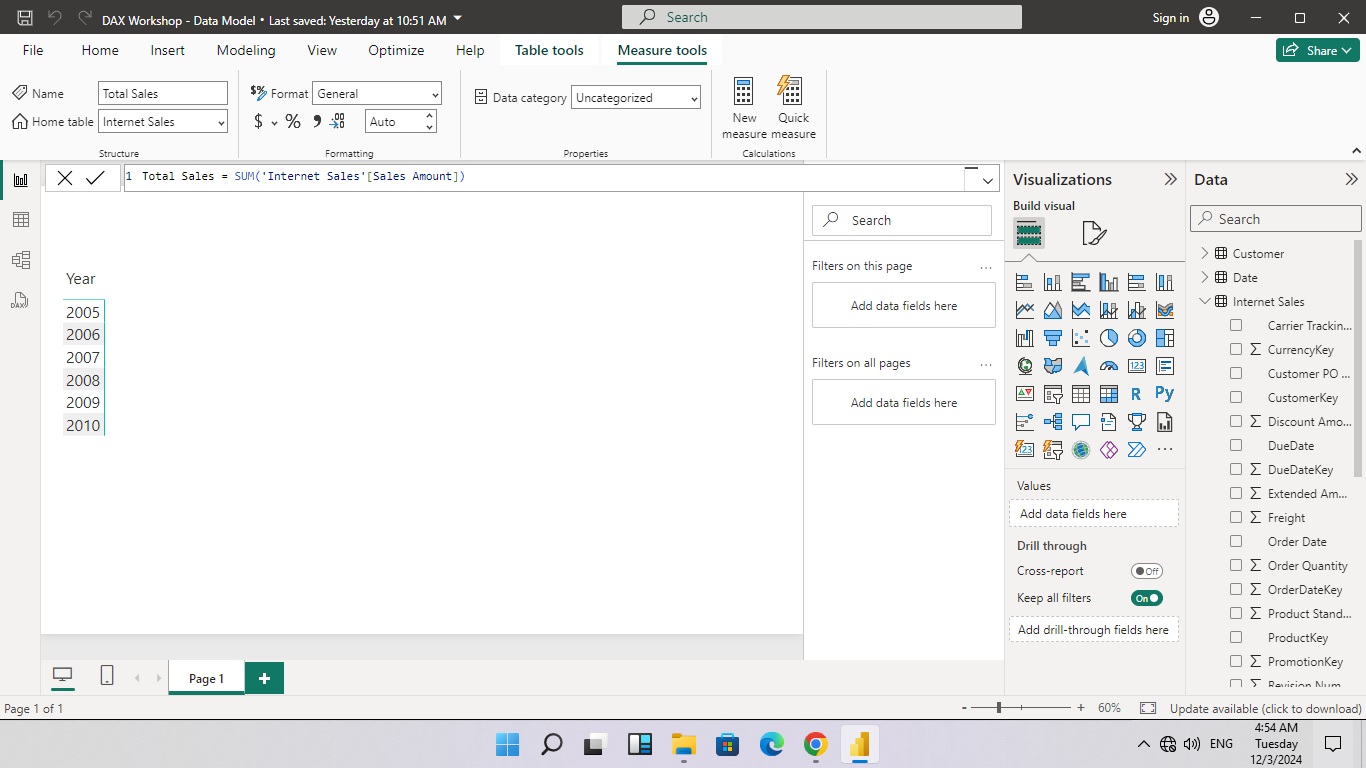 DAX Workshop - Data Model • Last saved: Yesterday at 10:51 AM
Search
Sign in
File
Home
Insert
Modeling
View
Optimize
Help
Table tools
Measure tools
Share
Name
Total Sales
Home table
Internet Sales
Structure
Format
General
$
%
Auto
Formatting
Data category
Uncategorized
Properties
New measure
Quick measure
Calculations
1 Total Sales = SUM('Internet Sales'[Sales Amount])
Year
2005
2006
2007
2008
2009
2010
Search
Filters on this page
...
Add data fields here
Filters on all pages
...
Add data fields here
Visualizations
Build visual
123
R
Py
123
...
Values
Add data fields here
Drill through
Cross-report
Off
Keep all filters
On
Add drill-through fields here
Data
Search
Customer
Date
Internet Sales
Carrier Trackin...
CurrencyKey
Customer PO ...
CustomerKey
Discount Amo...
DueDate
DueDateKey
Extended Am...
Freight
Order Date
Order Quantity
OrderDateKey
Product Stand...
ProductKey
PromotionKey
Revision Num...
DAX
Page 1
+
Page 1 of 1
-
+
60%
Update available (click to download)
ENG
4:54 AM
Tuesday
12/3/2024